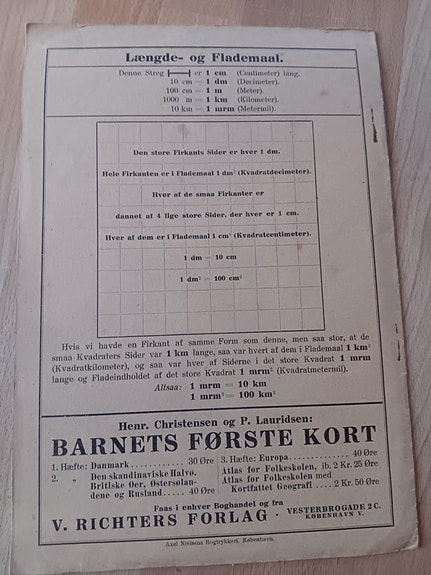 Længde- og Flademaal.
Denne Streg er 1 cm (Centimeter) lang.
10 cm = 1 dm (Decimeter).
100 cm = 1 m (Meter).
1000 m = 1 km (Kilometer).
10 km = 1 mrm (Metermil).
Den store Firkants Sider er hver 1 dm.
Hele Firkanten er i Flademaal 1 dm² (Kvadratdecimeter).
Hver af de smaa Firkanter er
dannet af 4 lige store Sider, der hver er 1 cm.
Hver af dem er i Flademaal 1 cm² (Kvadratcentimeter).
1 dm = 10 cm
1 dm² = 100 cm²
Hvis vi havde en Firkant af samme Form som denne, men saa stor, at de
smaa Kvadraters Sider var 1 km lange, saa var hvert af dem i Flademaal 1 km²
(Kvadratkilometer), og saa var hver af Siderne i det store Kvadrat 1 mrm
lange og Fladeindholdet af det store Kvadrat 1 mrm² (Kvadratmetermil).
Altsaa: 1 mrm = 10 km
1 mrm² = 100 km²
Henr. Christensen og P. Lauridsen:
BARNETS FØRSTE KORT
1. Hæfte: Danmark ............ 30 Øre
2. „ Den skandinaviske Halvø,
Britiske Øer, Østersølan-
dene og Rusland ..... 40 Øre
3. Hæfte: Europa ............ 40 Øre
Atlas for Folkeskolen, ib. 2 Kr. 25 Øre
Atlas for Folkeskolen med
Kortfattet Geografi .... 2 Kr. 50 Øre
Faas i enhver Boghandel og fra
V. RICHTERS FORLAG · VESTERBROGADE 2C.
KØBENHAVN V.
Axel Nielsens Bogtrykkeri. København.